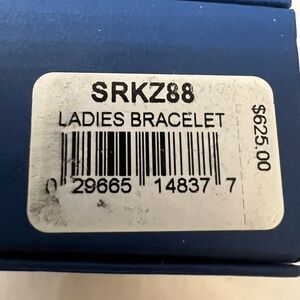 SRKZ88
LADIES BRACELET
0 29665 14837 7
$625.00